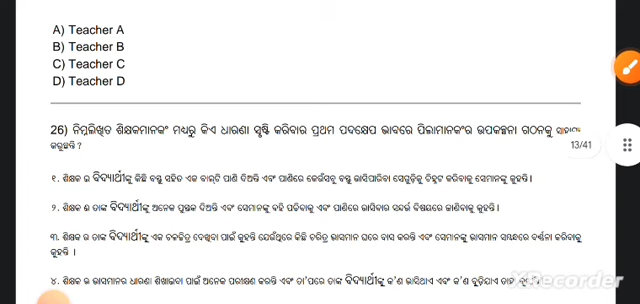 A) Teacher A
B) Teacher B
C) Teacher C
D) Teacher D
26) ନିମ୍ନଲିଖିତ ଶିକ୍ଷକମାନଙ୍କ ମଧ୍ୟରୁ କିଏ ଧାରଣା ସୃଷ୍ଟି କରିବାର ପ୍ରଥମ ପଦକ୍ଷେପ ଭାବରେ ପିଲାମାନଙ୍କର ଉପକଳ୍ପନା ଗଠନକୁ
କରୁଛନ୍ତି ?
13/41
୧. ଶିକ୍ଷକ ଇ ବିଦ୍ୟାର୍ଥୀଙ୍କୁ କିଛି ବସ୍ତୁ ସହିତ ଏକ ବାଲ୍‌ଟି ପାଣି ଦିଅନ୍ତି ଏବଂ ପାଣିରେ କେଉଁସବୁ ବସ୍ତୁ ଭାସିପାରିବା ସେଗୁଡ଼ିକୁ ଚିହ୍ନଟ କରିବାକୁ ସେମାନଙ୍କୁ କୁହନ୍ତି।
୨. ଶିକ୍ଷକ ଣ ତାଙ୍କ ବିଦ୍ୟାର୍ଥୀଙ୍କୁ ଅନେକ ପୁସ୍ତକ ଦିଅନ୍ତି ଏବଂ ସେମାନଙ୍କୁ ବହି ପଢିବାକୁ ଏବଂ ପାଣିରେ ଭାସିବାର ସନ୍ଦର୍ଭ ବିଷୟରେ ଜାଣିବାକୁ କୁହନ୍ତି।
୩. ଶିକ୍ଷକ ର ତାଙ୍କ ବିଦ୍ୟାର୍ଥୀଙ୍କୁ ଏକ ଚଳଚ୍ଚିତ୍ର ଦେଖିବା ପାଇଁ କୁହନ୍ତି ଯେଉଁଥିରେ କିଛି ଚରିତ୍ର ଭାସମାନ ଘରେ ବାସ କରନ୍ତି ଏବଂ ସେମାନଙ୍କୁ ଭାସମାନ ସମ୍ବନ୍ଧରେ ବର୍ଣ୍ଣନା କରିବାକୁ
କୁହନ୍ତି ।
୪. ଶିକ୍ଷକ ଭ ଭାସମାନର ଧାରଣା ଶିଖାଇବା ପାଇଁ ଅନେକ ପରୀକ୍ଷଣ କରନ୍ତି ଏବଂ ତା'ପରେ ତାଙ୍କ ବିଦ୍ୟାର୍ଥୀଙ୍କୁ କ'ଣ ଭାସିଥାଏ ଏବଂ କ'ଣ ବୁଡ଼ିଯାଏ
XRecorder